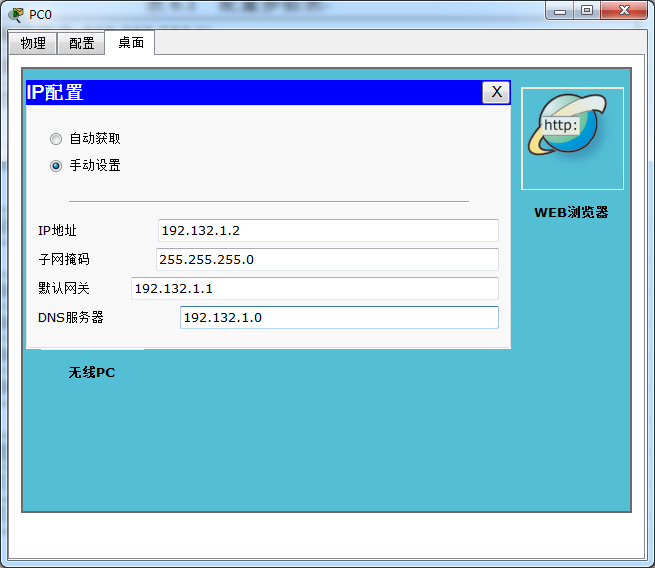 PC0
物理 配置 桌面
IP配置 X
自动获取
手动设置
http:
WEB浏览器
IP地址 192.132.1.2
子网掩码 255.255.255.0
默认网关 192.132.1.1
DNS服务器 192.132.1.0
无线PC